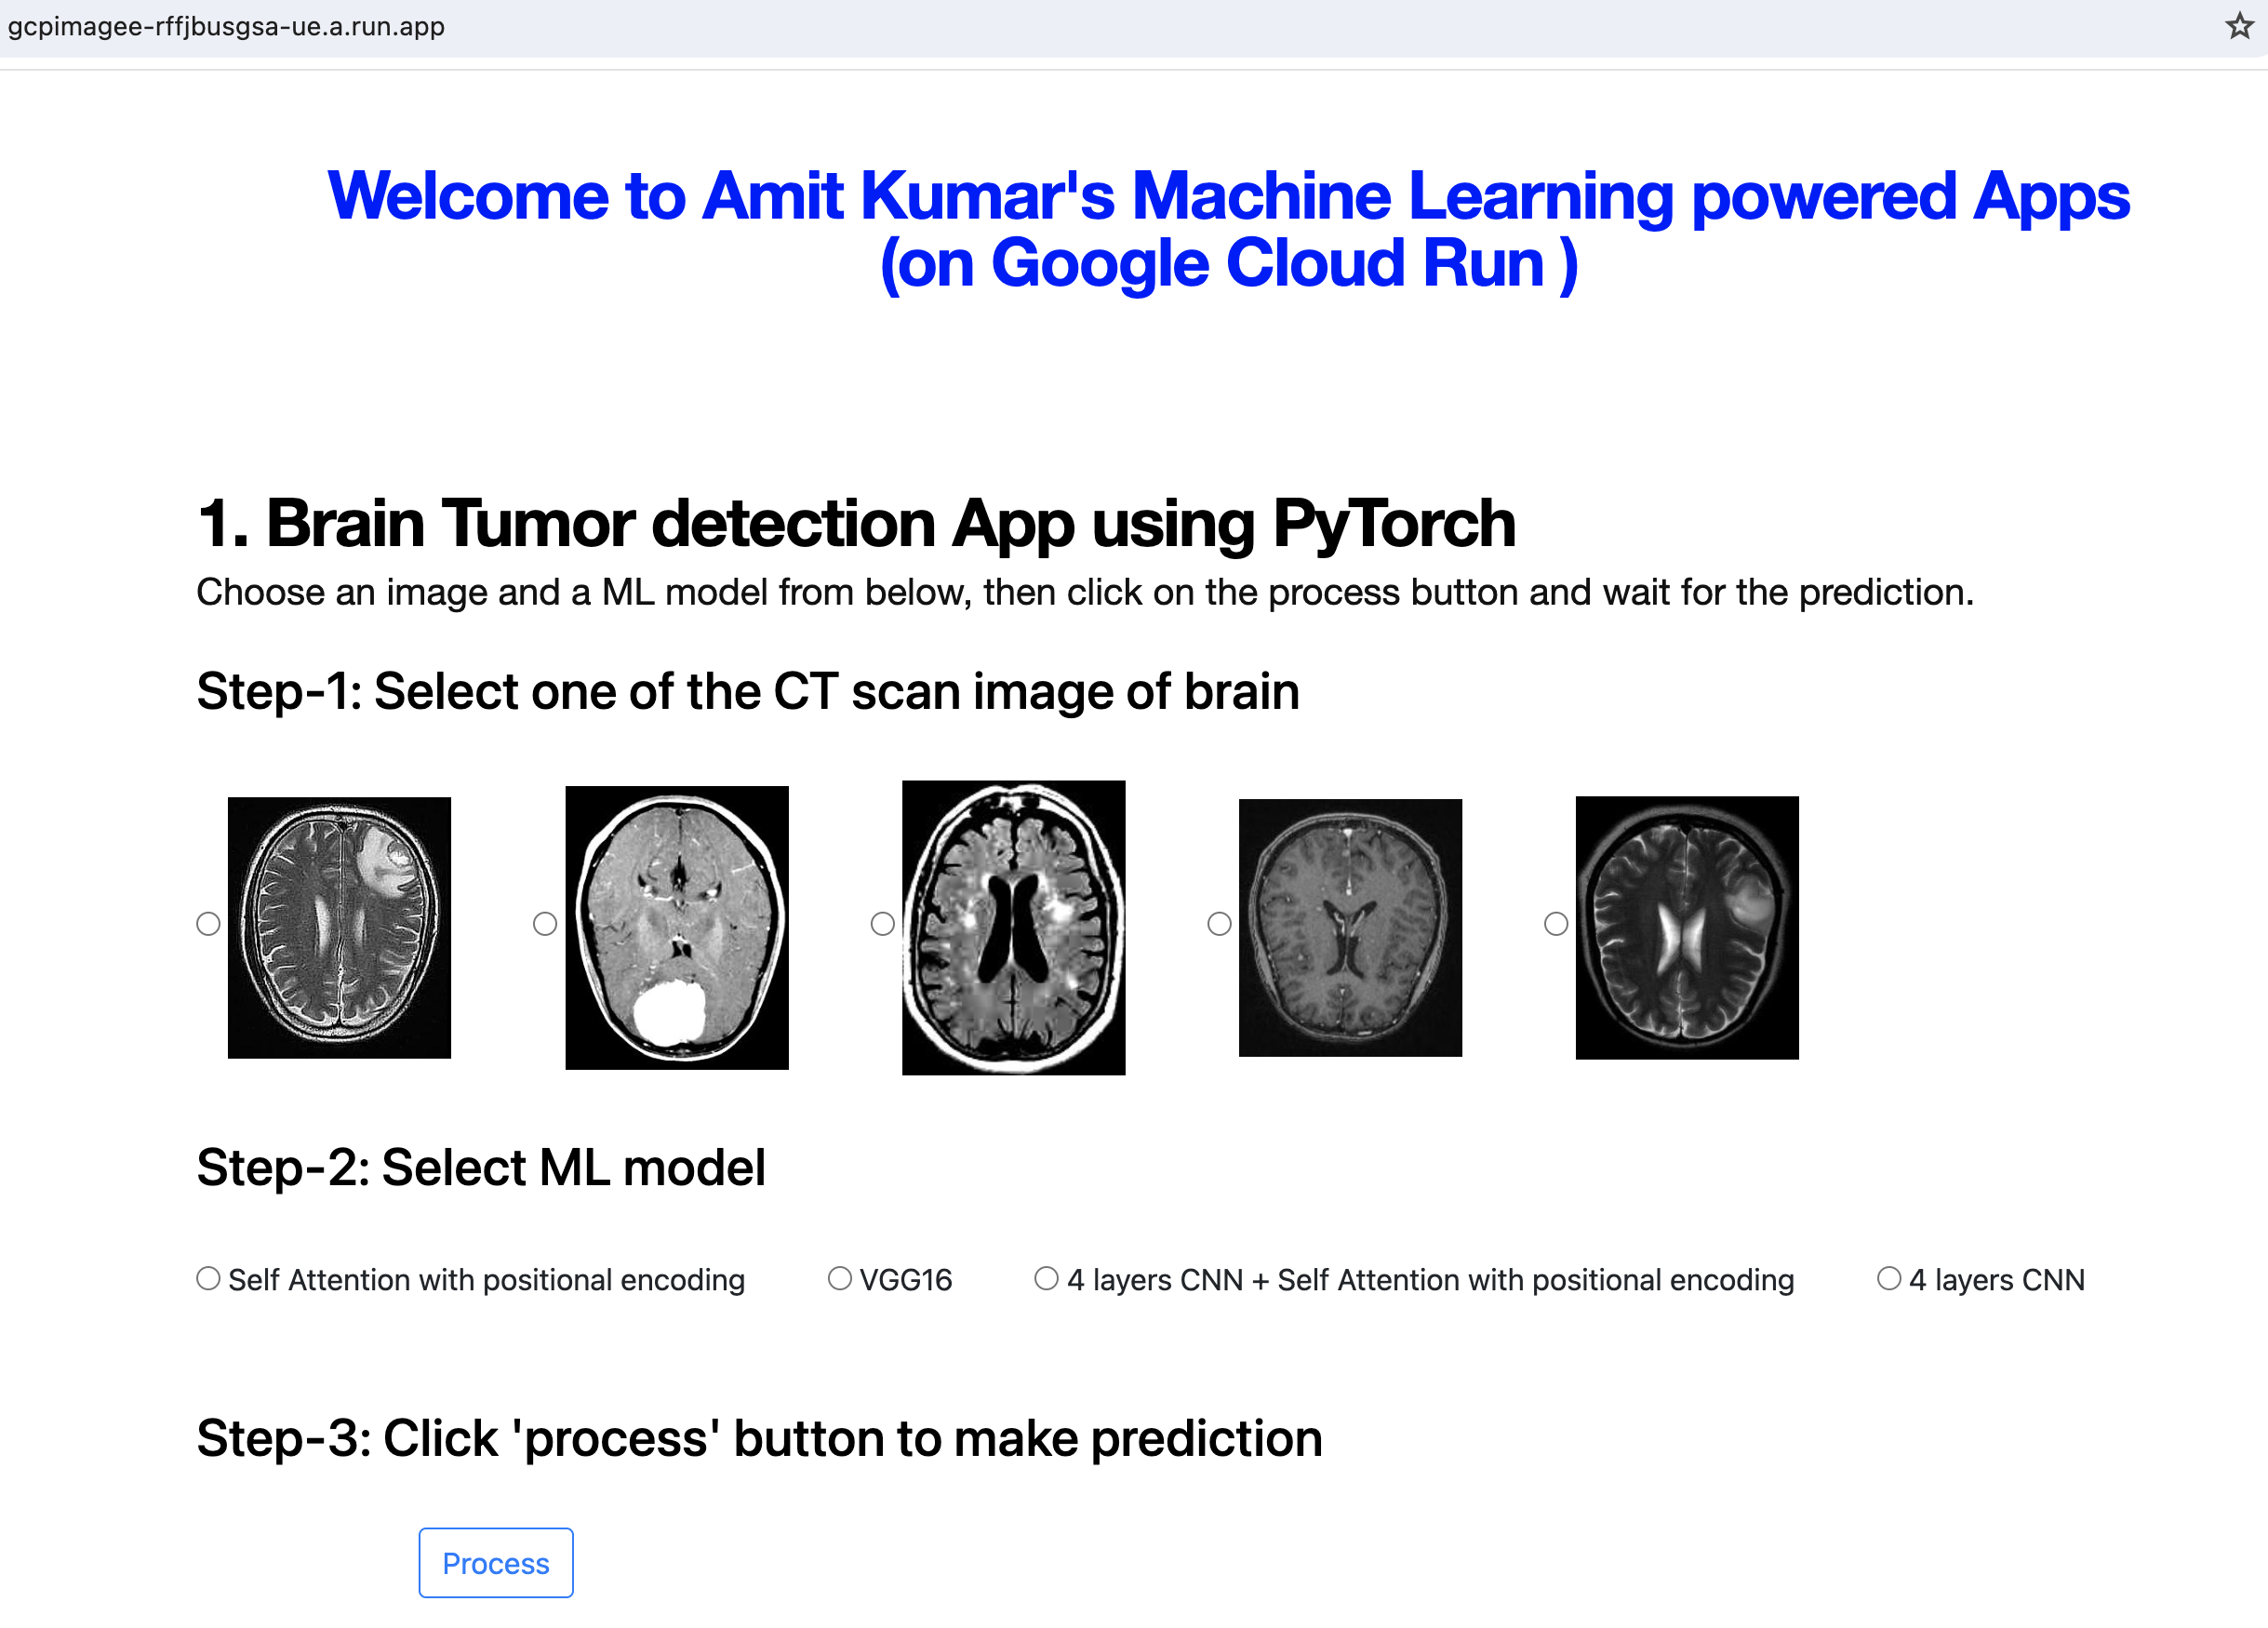 gcpimagee-rffjbusgsa-ue.a.run.app
Welcome to Amit Kumar's Machine Learning powered Apps
(on Google Cloud Run )
1. Brain Tumor detection App using PyTorch
Choose an image and a ML model from below, then click on the process button and wait for the prediction.
Step-1: Select one of the CT scan image of brain
Step-2: Select ML model
Self Attention with positional encoding VGG16 4 layers CNN + Self Attention with positional encoding 4 layers CNN
Step-3: Click 'process' button to make prediction
Process